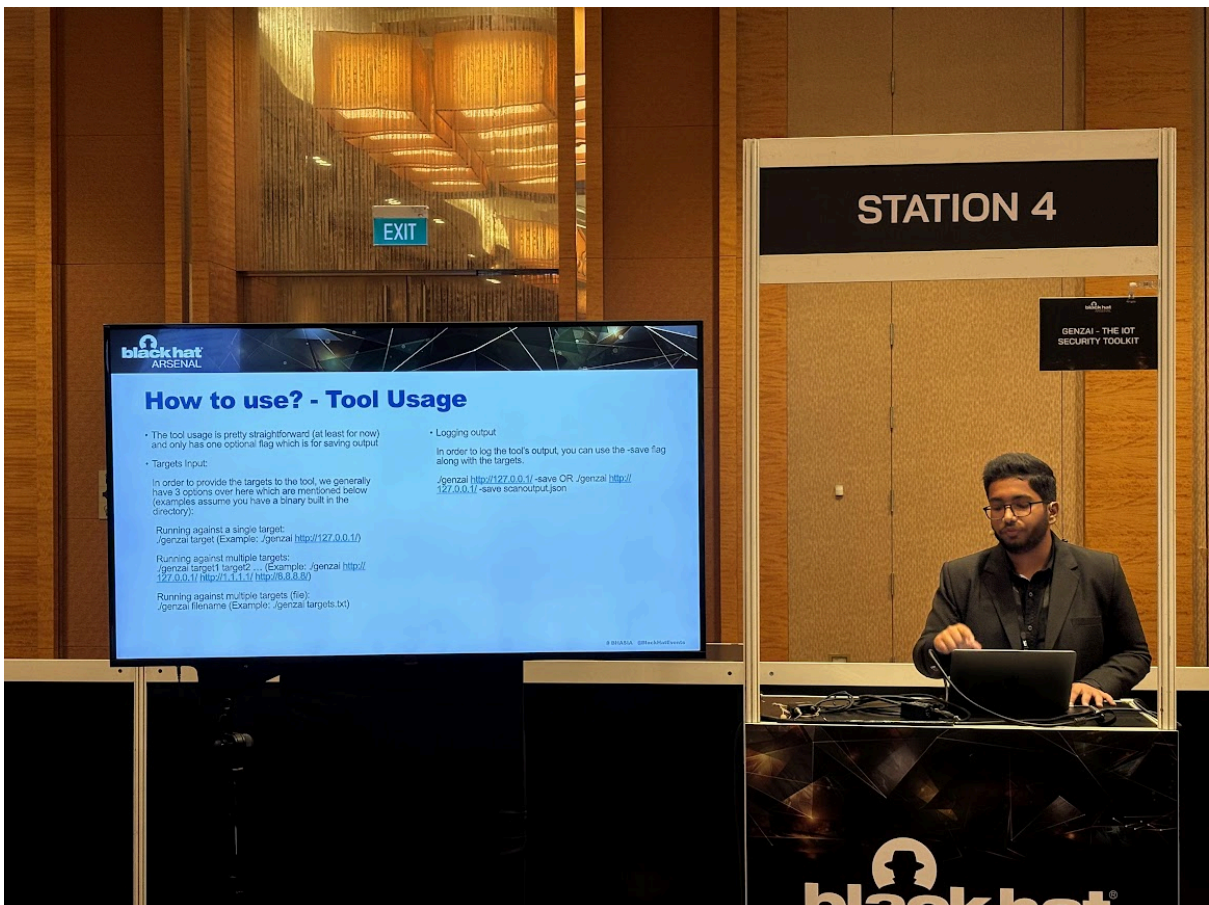 EXIT
STATION 4
black hat
GENZAI - THE IOT
SECURITY TOOLKIT
black hat
ARSENAL
How to use? - Tool Usage
• The tool usage is pretty straightforward (at least for now)
and only has one optional flag which is for saving output
• Targets Input:
In order to provide the targets to the tool, we generally
have 3 options over here which are mentioned below
(examples assume you have a binary built in the
directory):
Running against a single target:
./genzai target (Example: ./genzai http://127.0.0.1/)
Running against multiple targets:
./genzai target1 target2 … (Example: ./genzai http://
127.0.0.1/ http://1.1.1.1/ http://8.8.8.8/)
Running against multiple targets (file):
./genzai filename (Example: ./genzai targets.txt)
• Logging output
In order to log the tool's output, you can use the -save flag
along with the targets.
./genzai http://127.0.0.1/ -save OR ./genzai http://
127.0.0.1/ -save scanoutput.json
# BHASIA @BlackHatEvents
black hat®